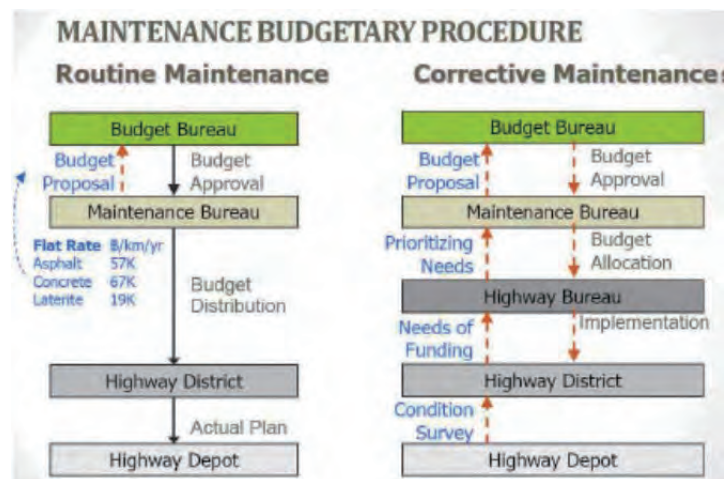 MAINTENANCE BUDGETARY PROCEDURE
Routine Maintenance
Budget Bureau
Budget
Proposal
Budget
Approval
Maintenance Bureau
Flat Rate ฿/km/yr
Asphalt 57K
Concrete 67K
Laterite 19K
Budget
Distribution
Highway District
Actual Plan
Highway Depot
Corrective Maintenance
Budget Bureau
Budget
Proposal
Budget
Approval
Maintenance Bureau
Prioritizing
Needs
Budget
Allocation
Highway Bureau
Needs of
Funding
Implementation
Highway District
Condition
Survey
Highway Depot